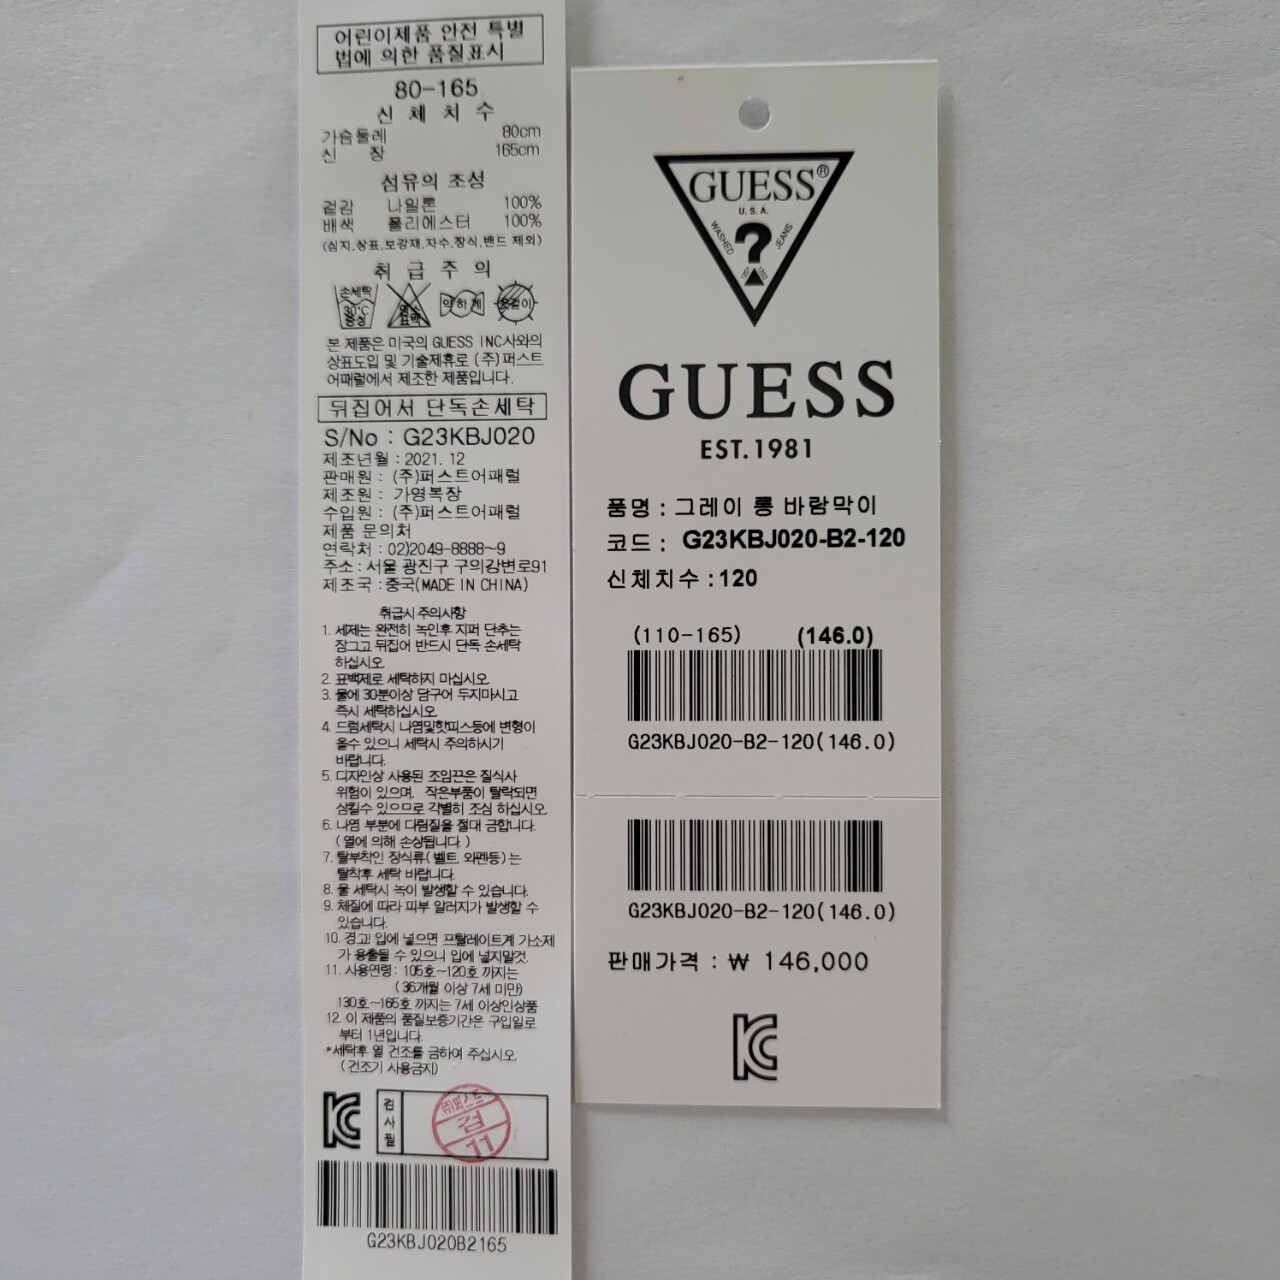 어린이제품 안전 특별
법에 의한 품질표시
80-165
신 체 치 수
가슴둘레 80cm
신 장 165cm
섬유의 조성
겉감 나일론 100%
배색 폴리에스터 100%
(심지,상표,보강재,자수,장식,밴드 제외)
취 급 주 의
손세탁 30°C 중성 염소 표백 약하게 옷걸이
본 제품은 미국의 GUESS INC사와의
상표도입 및 기술제휴로 (주)퍼스트
어패럴에서 제조한 제품입니다.
뒤집어서 단독손세탁
S/No : G23KBJ020
제조년월 : 2021. 12
판매원 : (주)퍼스트어패럴
제조원 : 가영복장
수입원 : (주)퍼스트어패럴
제품 문의처
연락처 : 02)2049-8888~9
주소 : 서울 광진구 구의강변로91
제조국 : 중국(MADE IN CHINA)
취급시 주의사항
1. 세제는 완전히 녹인후 지퍼 단추는
잠그고 뒤집어 반드시 단독 손세탁
하십시오.
2. 표백제로 세탁하지 마십시오.
3. 물에 30분이상 담구어 두지마시고
즉시 세탁하십시오.
4. 드럼세탁시 나염및핫피스등에 변형이
올수 있으니 세탁시 주의하시기
바랍니다.
5. 디자인상 사용된 조임끈은 질식사
위험이 있으며, 작은부품이 탈락되면
삼킬수 있으므로 각별히 조심 하십시오.
6. 나염 부분에 다림질을 절대 금합니다.
(열에 의해 손상됩니다.)
7. 탈부착인 장식류(벨트, 와펜등)는
탈착후 세탁 바랍니다.
8. 물 세탁시 녹이 발생할 수 있습니다.
9. 체질에 따라 피부 알러지가 발생할 수
있습니다.
10. 경고! 입에 넣으면 프탈레이트계 가소제
가 용출될 수 있으니 입에 넣지말것.
11. 사용연령: 105호~120호 까지는
(36개월 이상 7세 미만)
130호~165호 까지는 7세 이상인상품
12. 이 제품의 품질보증기간은 구입일로
부터 1년입니다.
*세탁후 열 건조를 금하여 주십시오.
(건조기 사용금지)
KC
검사필
(주)퍼스트
검
11
G23KBJ020B2165
GUESS®
U.S.A.
WASHED ? JEANS
1201 1202
GUESS
EST.1981
품명 : 그레이 롱 바람막이
코드 : G23KBJ020-B2-120
신체치수 : 120
(110-165) (146.0)
G23KBJ020-B2-120(146.0)
G23KBJ020-B2-120(146.0)
판매가격 : ₩ 146,000
KC